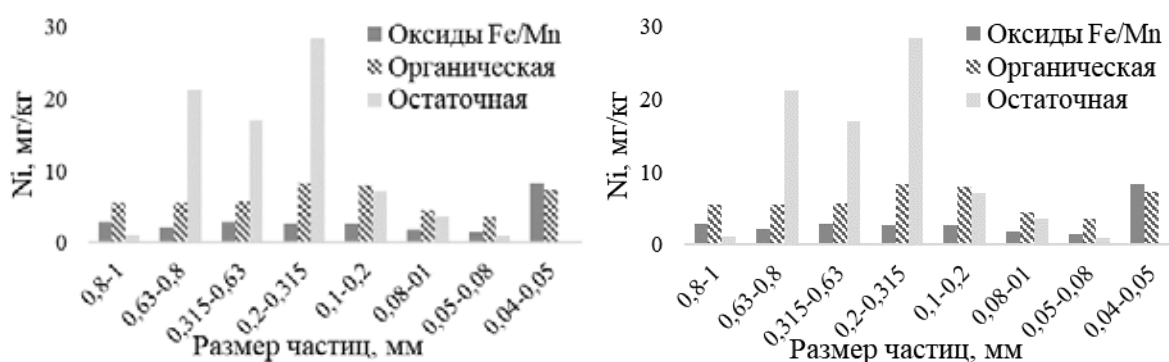 30
20
10
0
Ni, мг/кг
Оксиды Fe/Mn
Органическая
Остаточная
0,8-1
0,63-0,8
0,315-0,63
0,2-0,315
0,1-0,2
0,08-01
0,05-0,08
0,04-0,05
Размер частиц, мм
30
20
10
0
Ni, мг/кг
Оксиды Fe/Mn
Органическая
Остаточная
0,8-1
0,63-0,8
0,315-0,63
0,2-0,315
0,1-0,2
0,08-01
0,05-0,08
0,04-0,05
Размер частиц, мм